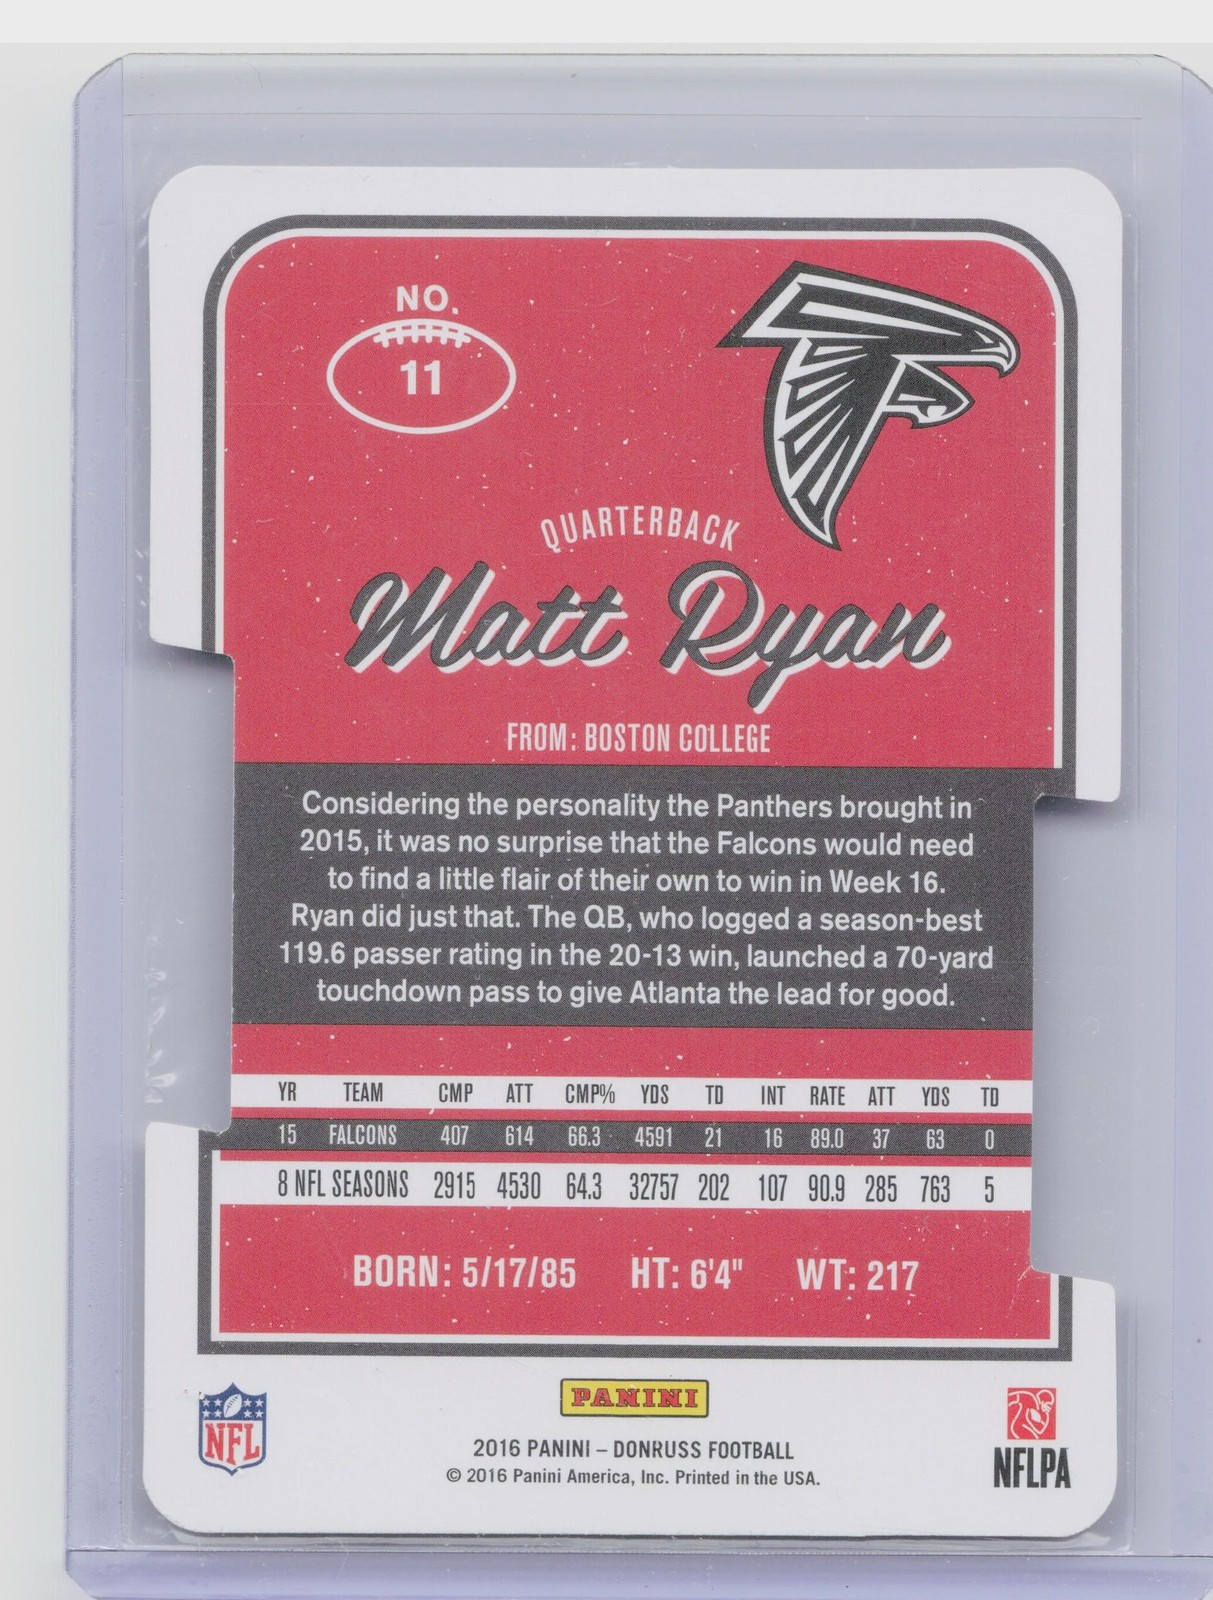 NO.
11
QUARTERBACK
Matt Ryan
FROM: BOSTON COLLEGE
Considering the personality the Panthers brought in
2015, it was no surprise that the Falcons would need
to find a little flair of their own to win in Week 16.
Ryan did just that. The QB, who logged a season-best
119.6 passer rating in the 20-13 win, launched a 70-yard
touchdown pass to give Atlanta the lead for good.
YR TEAM CMP ATT CMP% YDS TD INT RATE ATT YDS TD
15 FALCONS 407 614 66.3 4591 21 16 89.0 37 63 0
8 NFL SEASONS 2915 4530 64.3 32757 202 107 90.9 285 763 5
BORN: 5/17/85 HT: 6'4" WT: 217
NFL
PANINI
2016 PANINI – DONRUSS FOOTBALL
© 2016 Panini America, Inc. Printed in the USA.
NFLPA